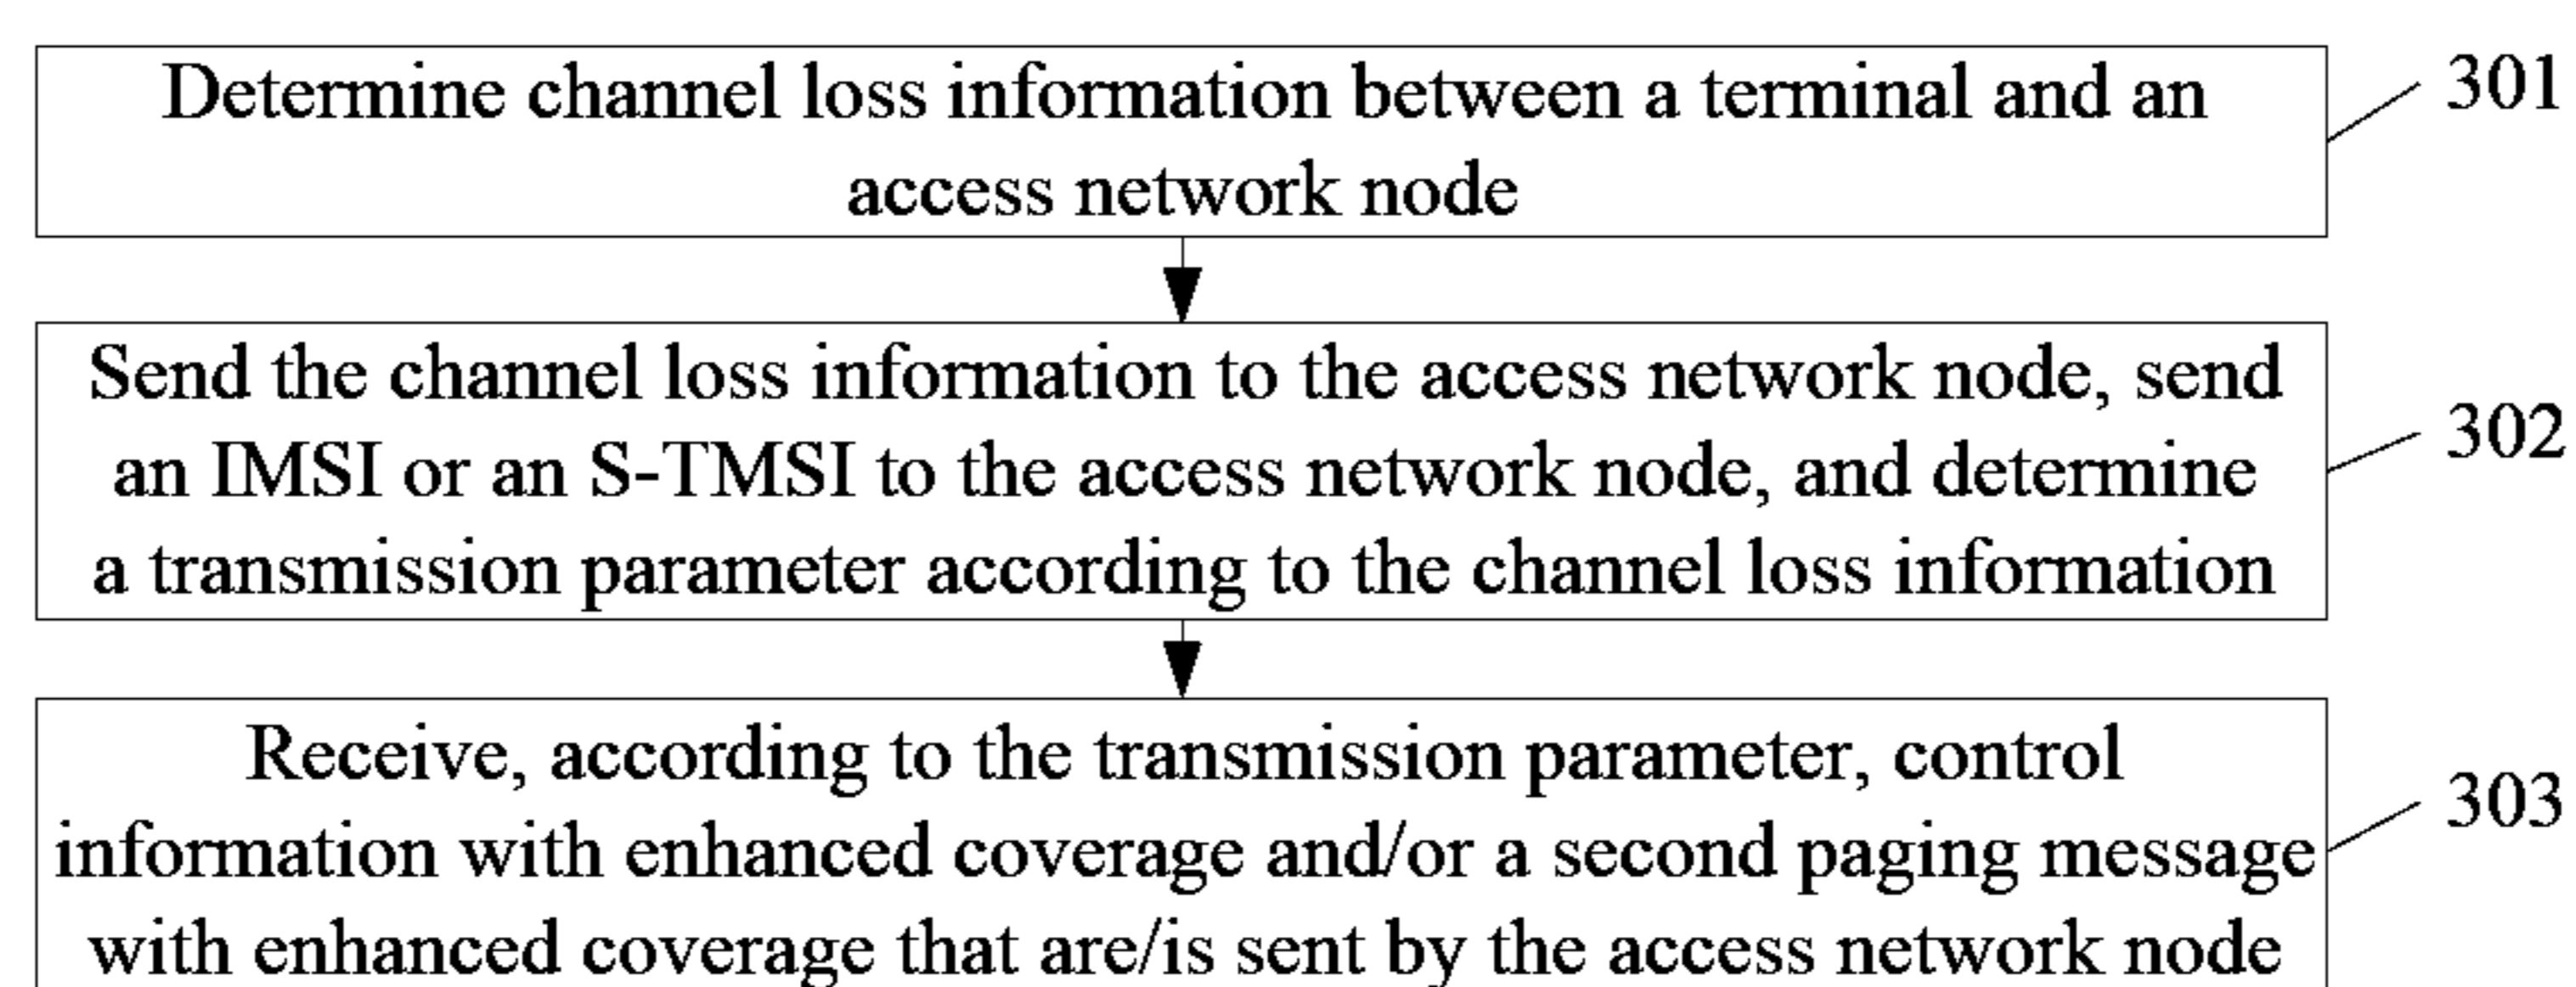 Determine channel loss information between a terminal and an
access network node
301
Send the channel loss information to the access network node, send
an IMSI or an S-TMSI to the access network node, and determine
a transmission parameter according to the channel loss information
302
Receive, according to the transmission parameter, control
information with enhanced coverage and/or a second paging message
with enhanced coverage that are/is sent by the access network node
303